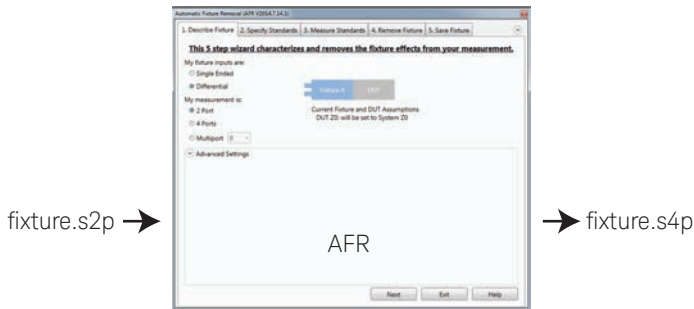 Automatic Fixture Removal (AFR V2014.7.14.1)
1. Describe Fixture 2. Specify Standards 3. Measure Standards 4. Remove Fixture 5. Save Fixture
This 5 step wizard characterizes and removes the fixture effects from your measurement.
My fixture inputs are:
Single Ended
Differential
Fixture A DUT
My measurement is:
2 Port
Current Fixture and DUT Assumptions
DUT Z0: will be set to System Z0
4 Ports
Multiport
Advanced Settings
fixture.s2p
fixture.s4p
AFR
Next Exit Help